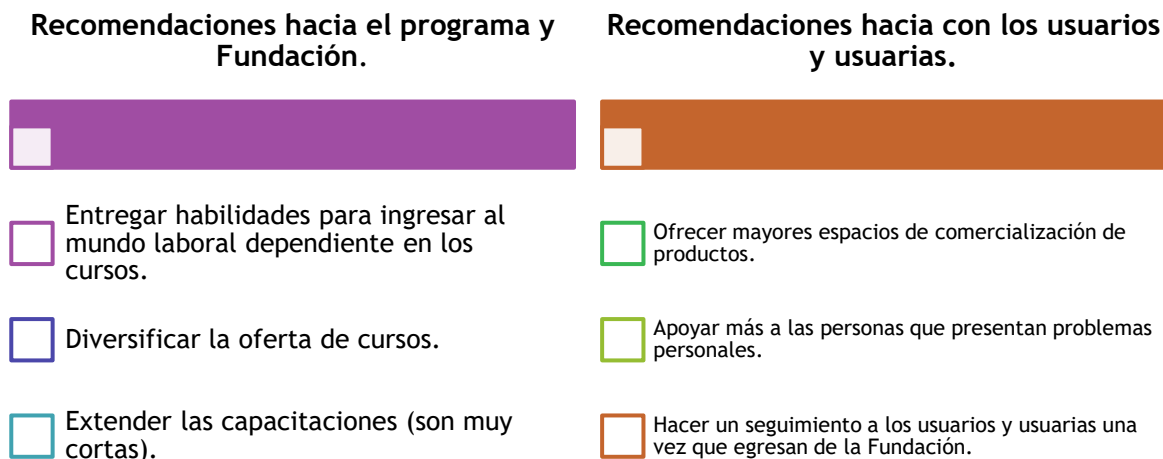 Recomendaciones hacia el programa y
Fundación.
Entregar habilidades para ingresar al
mundo laboral dependiente en los
cursos.
Diversificar la oferta de cursos.
Extender las capacitaciones (son muy
cortas).
Recomendaciones hacia con los usuarios
y usuarias.
Ofrecer mayores espacios de comercialización de
productos.
Apoyar más a las personas que presentan problemas
personales.
Hacer un seguimiento a los usuarios y usuarias una
vez que egresan de la Fundación.